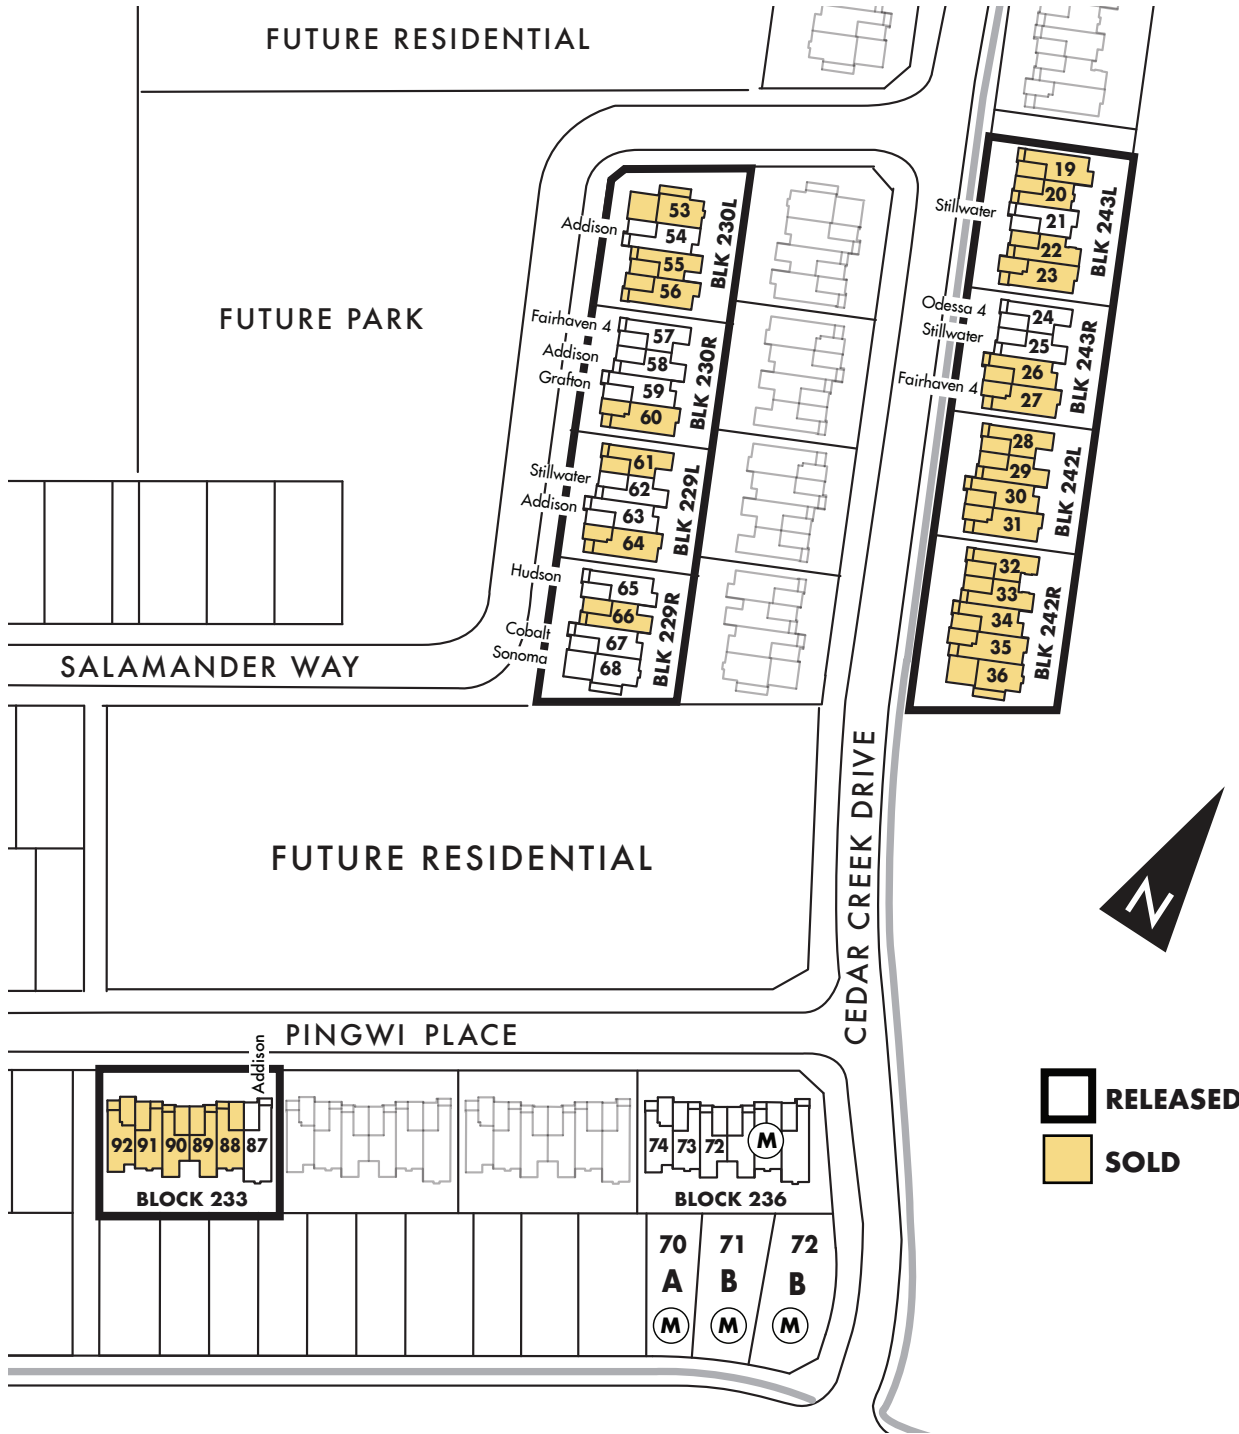 FUTURE RESIDENTIAL
FUTURE PARK
Addison
53
54
55
56
BLK 230L
Fairhaven 4
Addison
Grafton
57
58
59
60
BLK 230R
Stillwater
Addison
61
62
63
64
BLK 229L
Hudson
Cobalt
Sonoma
65
66
67
68
BLK 229R
Stillwater
19
20
21
22
23
BLK 243L
Odessa 4
Stillwater
Fairhaven 4
24
25
26
27
BLK 243R
28
29
30
31
BLK 242L
32
33
34
35
36
BLK 242R
SALAMANDER WAY
FUTURE RESIDENTIAL
CEDAR CREEK DRIVE
N
PINGWI PLACE
Addison
92 91 90 89 88 87
BLOCK 233
74 73 72 M
BLOCK 236
70 71 72
A B B
M M M
RELEASED
SOLD